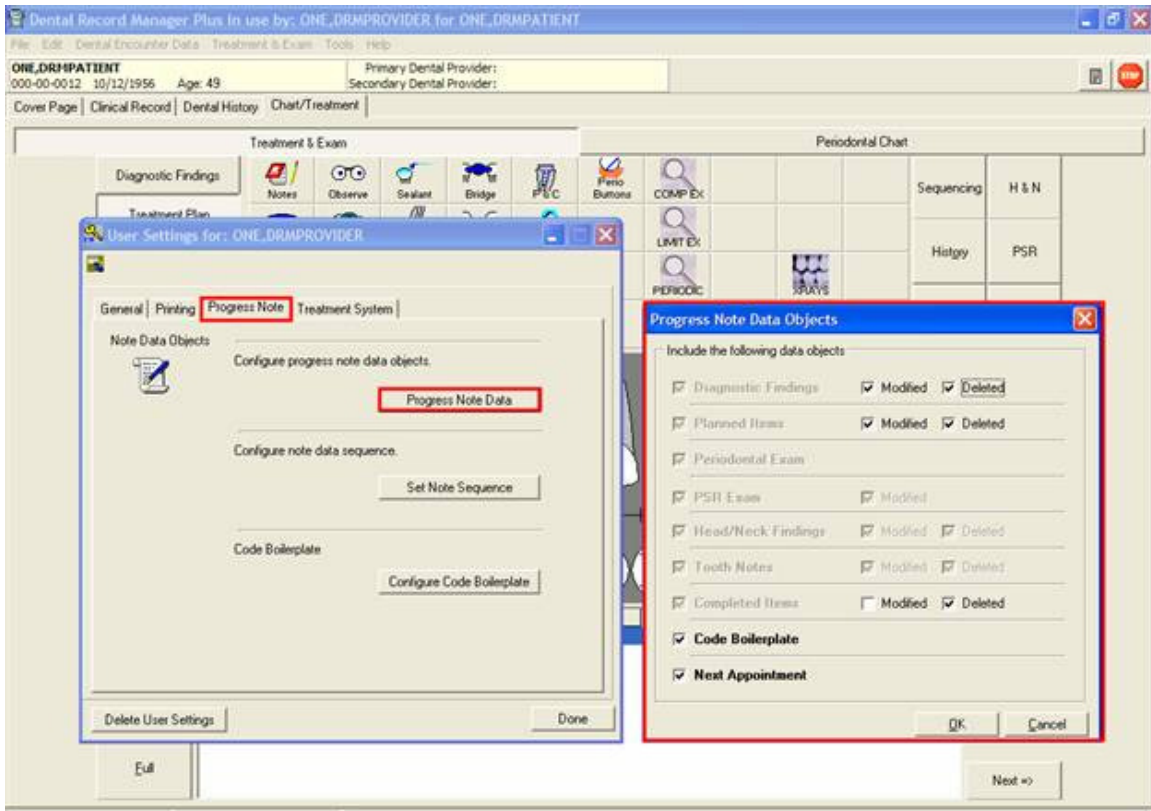 Dental Record Manager Plus in use by: ONE,DRMPROVIDER for ONE,DRMPATIENT
File Edit Dental Encounter Data Treatment & Exam Tools Help
ONE,DRMPATIENT Primary Dental Provider:
000-00-0012 10/12/1956 Age: 49 Secondary Dental Provider:
STOP
Cover Page Clinical Record Dental History Chart/Treatment
Treatment & Exam Periodontal Chart
Diagnostic Findings
Treatment Plan
Notes Observe Sealant Bridge P & C Perio Buttons COMP EX
LIMIT EX
PERIODIC XRAYS
Sequencing H & N
History PSR
User Settings for: ONE,DRMPROVIDER
General Printing Progress Note Treatment System
Note Data Objects
Configure progress note data objects.
Progress Note Data
Configure note data sequence.
Set Note Sequence
Code Boilerplate
Configure Code Boilerplate
Delete User Settings Done
Progress Note Data Objects
Include the following data objects
Diagnostic Findings Modified Deleted
Planned Items Modified Deleted
Periodontal Exam
PSR Exam Modified
Head/Neck Findings Modified Deleted
Tooth Notes Modified Deleted
Completed Items Modified Deleted
Code Boilerplate
Next Appointment
OK Cancel
Full
Next =>